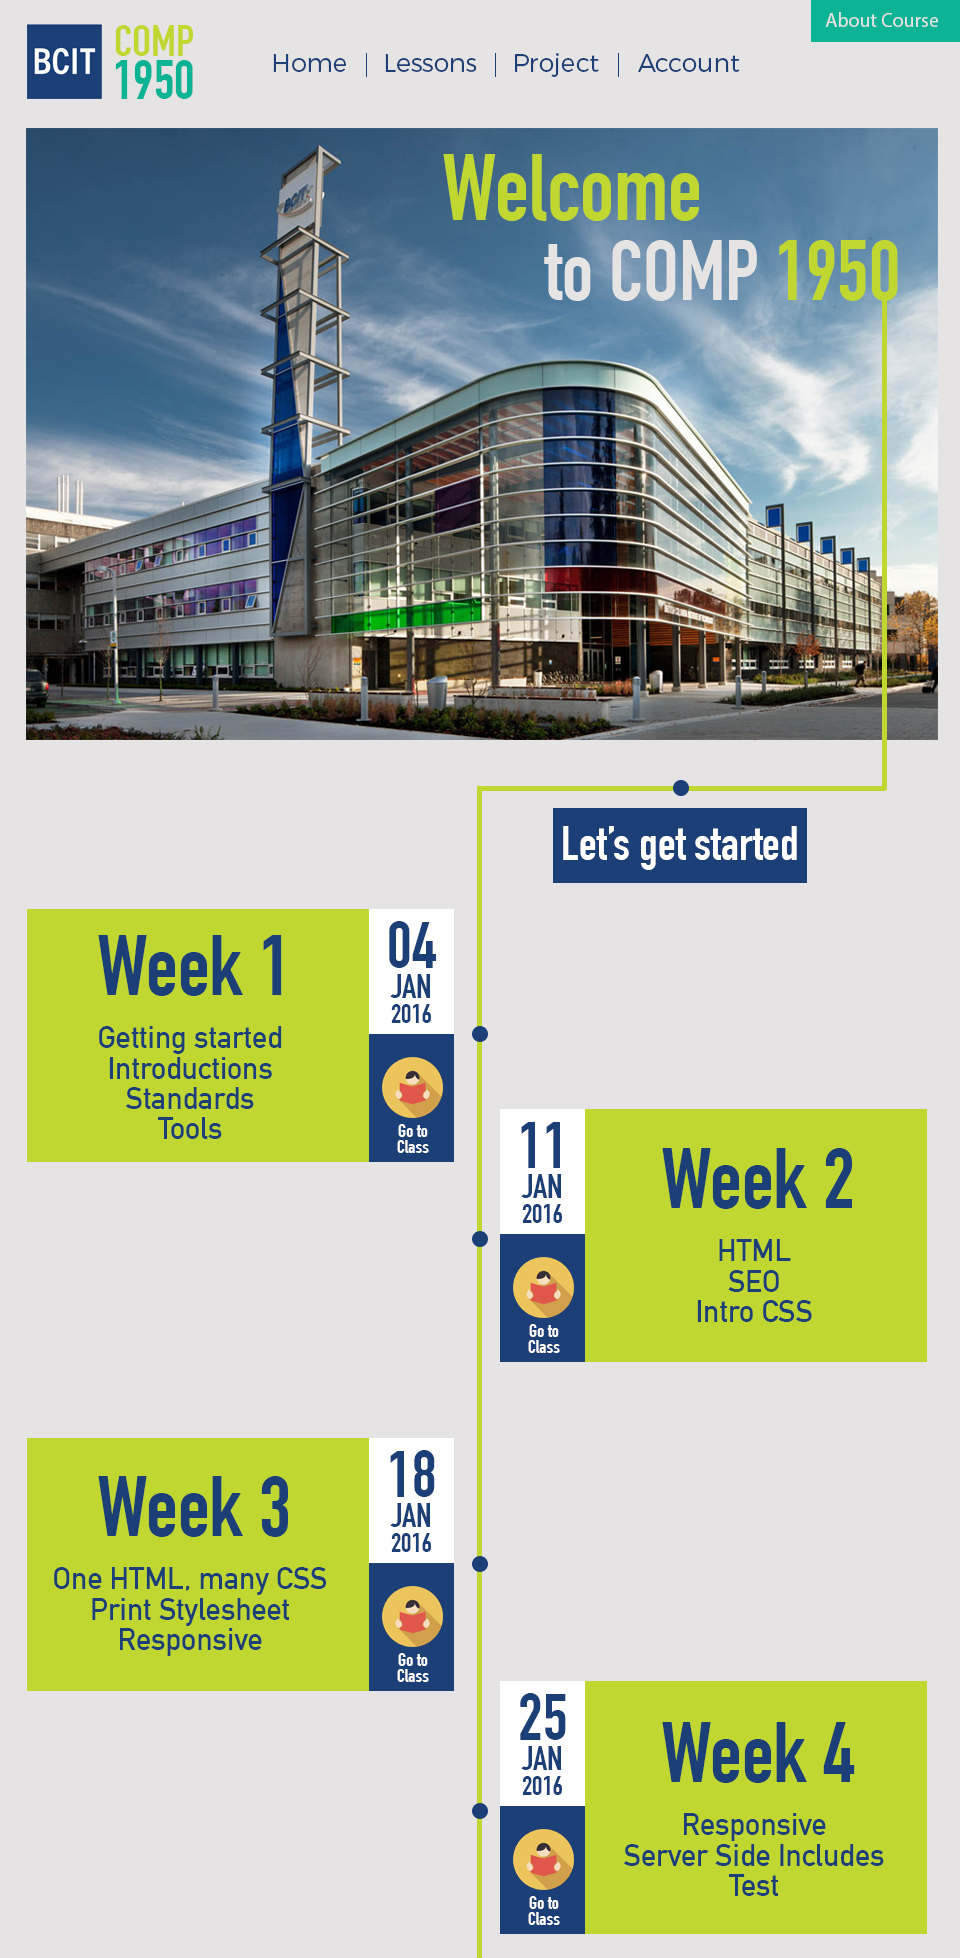 About Course
BCIT
COMP
1950
Home
Lessons
Project
Account
BCIT
Welcome
to COMP 1950
Let's get started
Week 1
Getting started
Introductions
Standards
Tools
04
JAN
2016
Go to
Class
11
JAN
2016
Go to
Class
Week 2
HTML
SEO
Intro CSS
Week 3
One HTML, many CSS
Print Stylesheet
Responsive
18
JAN
2016
Go to
Class
25
JAN
2016
Go to
Class
Week 4
Responsive
Server Side Includes
Test